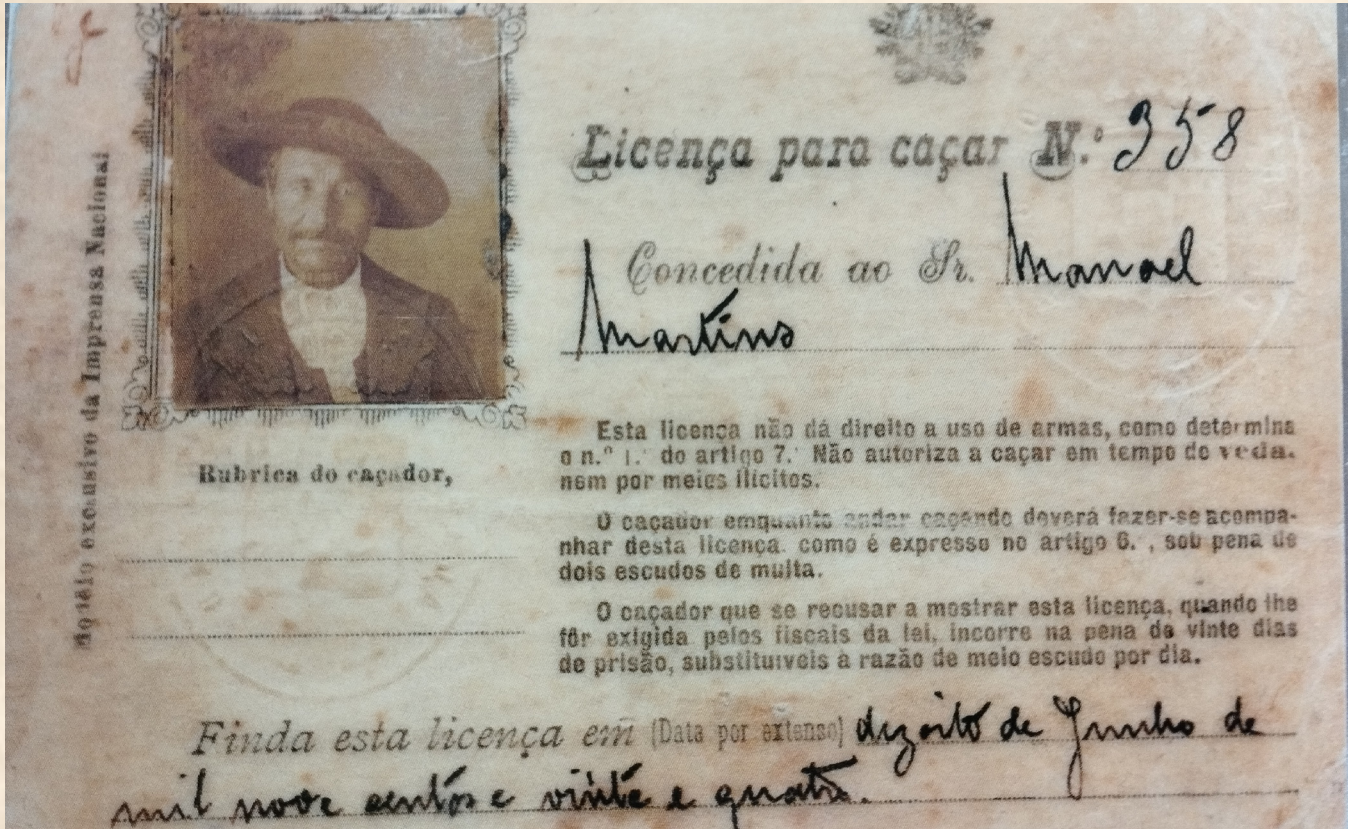 Licença para caçar N.º 358
Concedida ao Sr. Manoel
Martins
Esta licença não dá direito a uso de armas, como determina
o n.º 1.º do artigo 7.º Não autoriza a caçar em tempo de veda,
nem por meios ilícitos.
O caçador emquanto andar caçando deverá fazer-se acompa-
nhar desta licença, como é expresso no artigo 6.º, sob pena de
dois escudos de multa.
O caçador que se recusar a mostrar esta licença, quando lhe
fôr exigida pelos fiscais da lei, incorre na pena de vinte dias
de prisão, substituíveis à razão de meio escudo por dia.
Rubrica do caçador,
Modêlo exclusivo da Imprensa Nacional
Finda esta licença em (Data por extenso) dezoito de Junho de
mil nove centos e vinte e quatro.